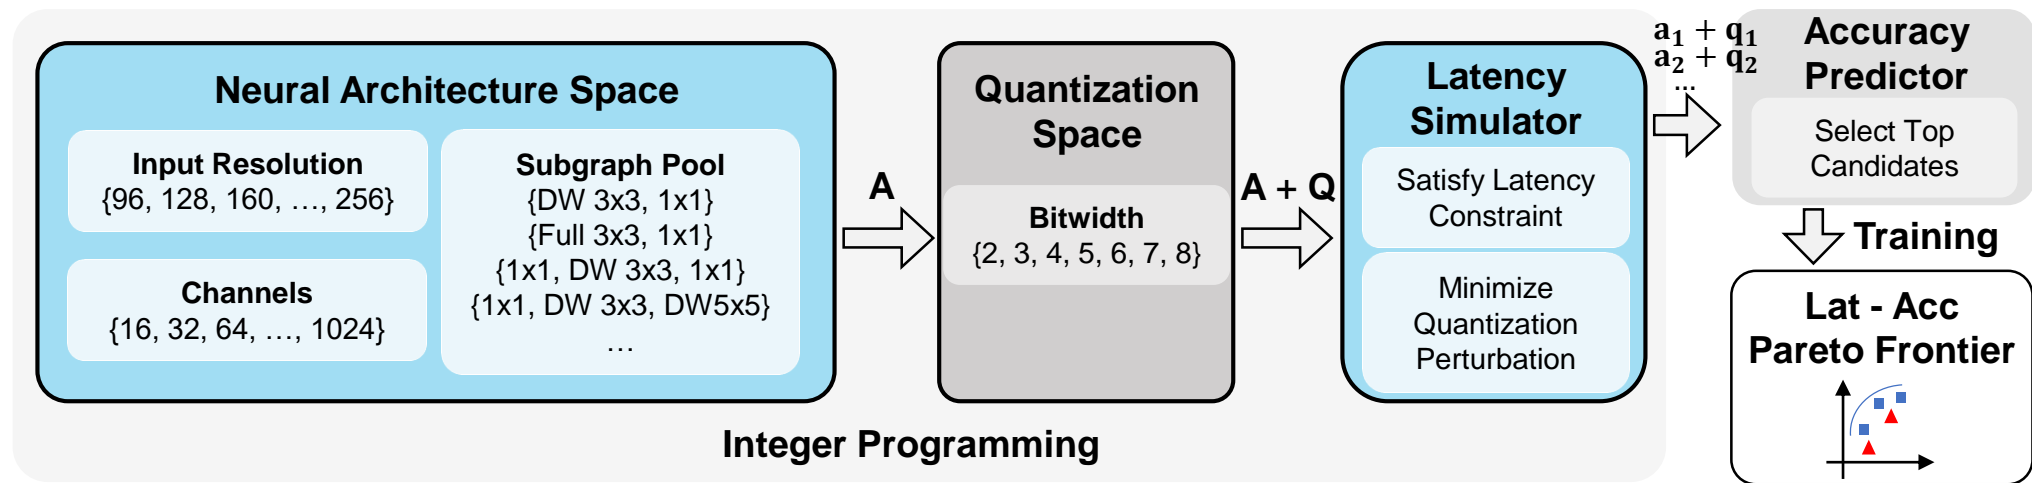 Neural Architecture Space
Input Resolution
{96, 128, 160, …, 256}
Channels
{16, 32, 64, …, 1024}
Subgraph Pool
{DW 3x3, 1x1}
{Full 3x3, 1x1}
{1x1, DW 3x3, 1x1}
{1x1, DW 3x3, DW5x5}
…
A
Quantization
Space
Bitwidth
{2, 3, 4, 5, 6, 7, 8}
A + Q
Latency
Simulator
Satisfy Latency
Constraint
Minimize
Quantization
Perturbation
Integer Programming
a₁ + q₁
a₂ + q₂
...
Accuracy
Predictor
Select Top
Candidates
Training
Lat - Acc
Pareto Frontier